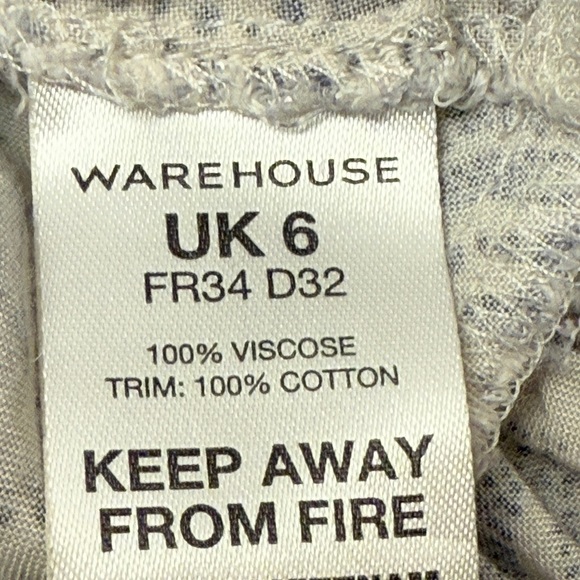 WAREHOUSE
UK 6
FR34 D32
100% VISCOSE
TRIM: 100% COTTON
KEEP AWAY
FROM FIRE